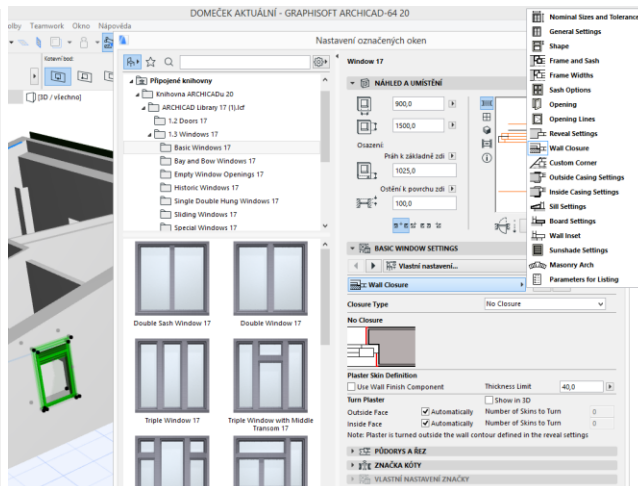 DOMEČEK AKTUÁLNÍ - GRAPHISOFT ARCHICAD-64 20
olby Teamwork Okno Nápověda
Nastavení označených oken
Kotevní bod:
(3D / všechno)
Připojené knihovny
Knihovna ARCHICADu 20
ARCHICAD Library 17 (1).lcf
1.2 Doors 17
1.3 Windows 17
Basic Windows 17
Bay and Bow Windows 17
Empty Window Openings 17
Historic Windows 17
Single Double Hung Windows 17
Sliding Windows 17
Special Windows 17
Double Sash Window 17
Double Window 17
Triple Window 17
Triple Window with Middle
Transom 17
Window 17
NÁHLED A UMÍSTĚNÍ
900,0
1500,0
Osazení:
Práh k základně zdi
1025,0
Ostění k povrchu zdi
100,0
BASIC WINDOW SETTINGS
Vlastní nastavení...
Wall Closure
Closure Type
No Closure
No Closure
Plaster Skin Definition
Use Wall Finish Component
Thickness Limit
40,0
Turn Plaster
Show in 3D
Outside Face
Automatically
Number of Skins to Turn
0
Inside Face
Automatically
Number of Skins to Turn
0
Note: Plaster is turned outside the wall contour defined in the reveal settings
PŮDORYS A ŘEZ
ZNAČKA KÓTY
VLASTNÍ NASTAVENÍ ZNAČKY
Nominal Sizes and Tolerance
General Settings
Shape
Frame and Sash
Frame Widths
Sash Options
Opening
Opening Lines
Reveal Settings
Wall Closure
Custom Corner
Outside Casing Settings
Inside Casing Settings
Sill Settings
Board Settings
Wall Inset
Sunshade Settings
Masonry Arch
Parameters for Listing